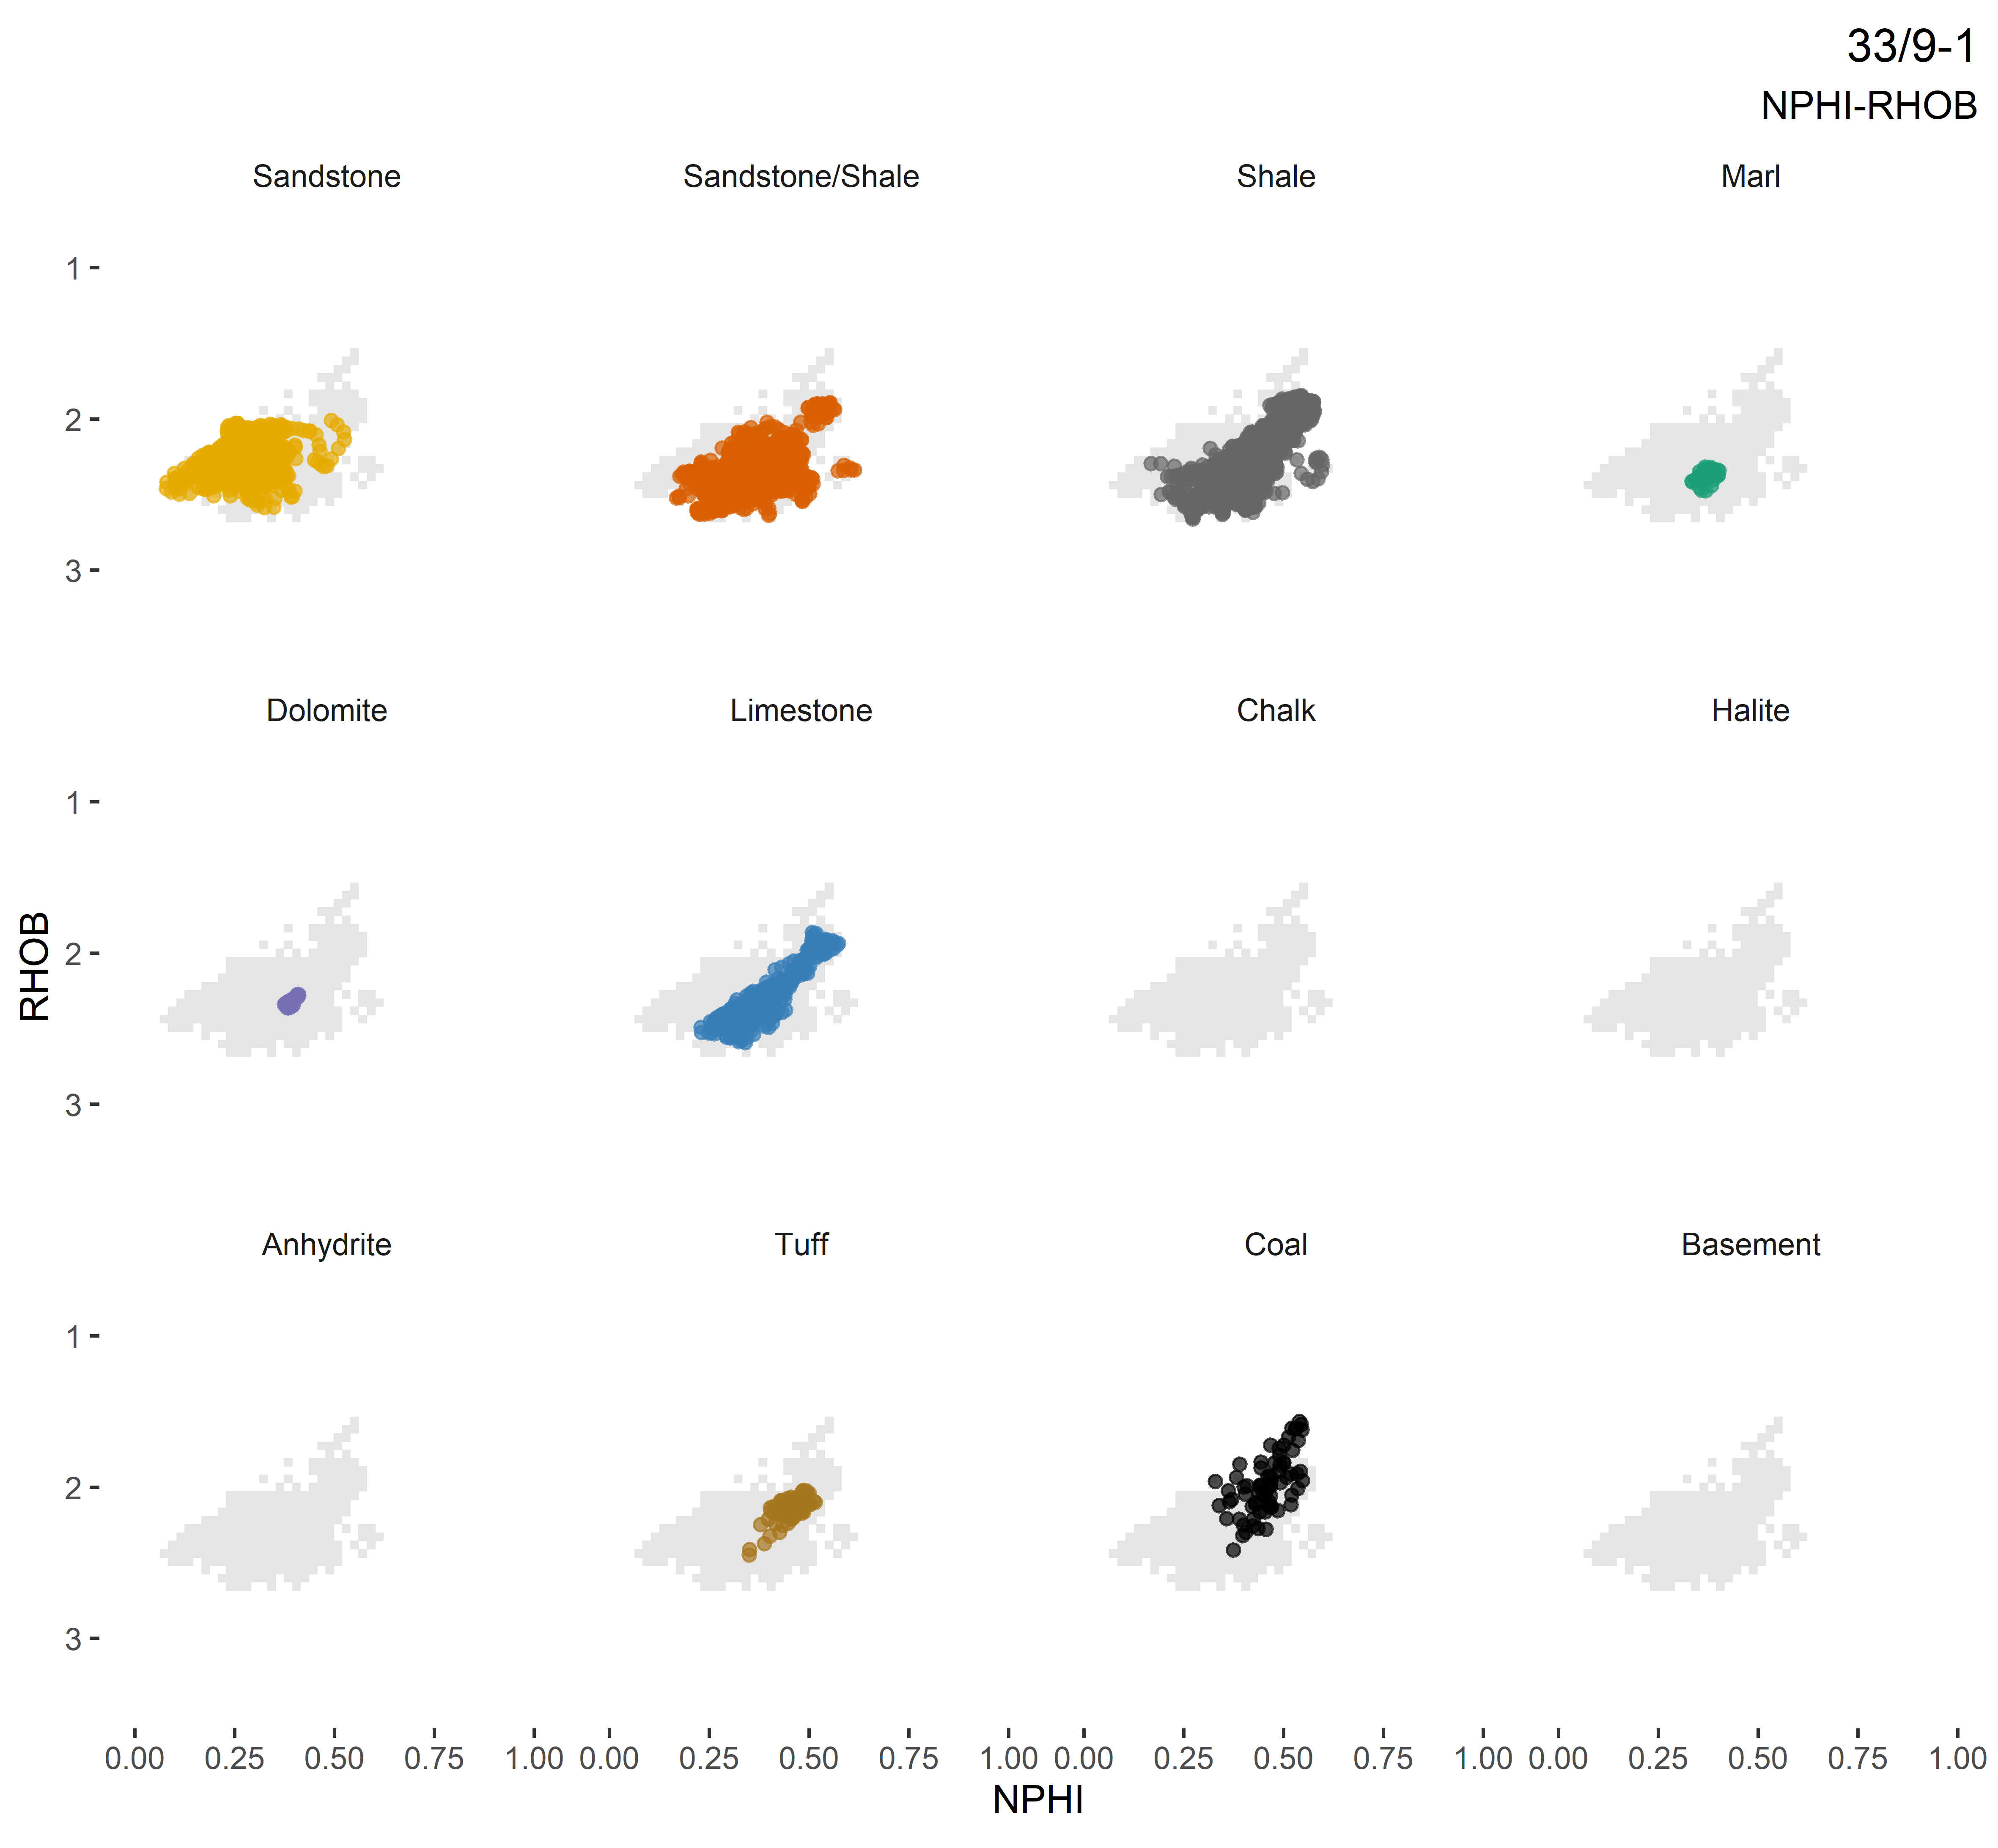 33/9-1
NPHI-RHOB
Sandstone Sandstone/Shale Shale Marl
1
2
3
Dolomite Limestone Chalk Halite
1
2
3
RHOB
Anhydrite Tuff Coal Basement
1
2
3
0.00 0.25 0.50 0.75 1.00 0.00 0.25 0.50 0.75 1.00 0.00 0.25 0.50 0.75 1.00 0.00 0.25 0.50 0.75 1.00
NPHI